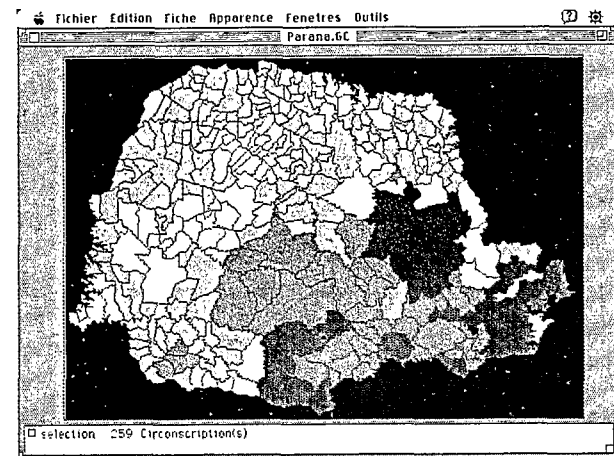 Fichier Edition Fiche Apparence Fenetres Outils
Parana.GC
selection 259 Circonscription(s)